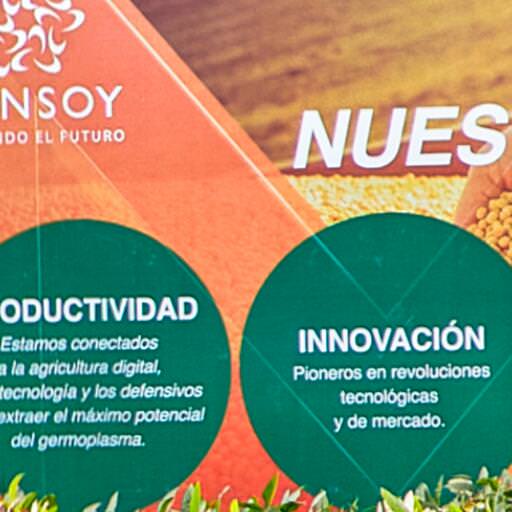 NSOY
NDO EL FUTURO
NUES
ODUCTIVIDAD
Estamos conectados
a la agricultura digital,
tecnología y los defensivos
extraer el máximo potencial
del germoplasma.
INNOVACIÓN
Pioneros en revoluciones
tecnológicas
y de mercado.